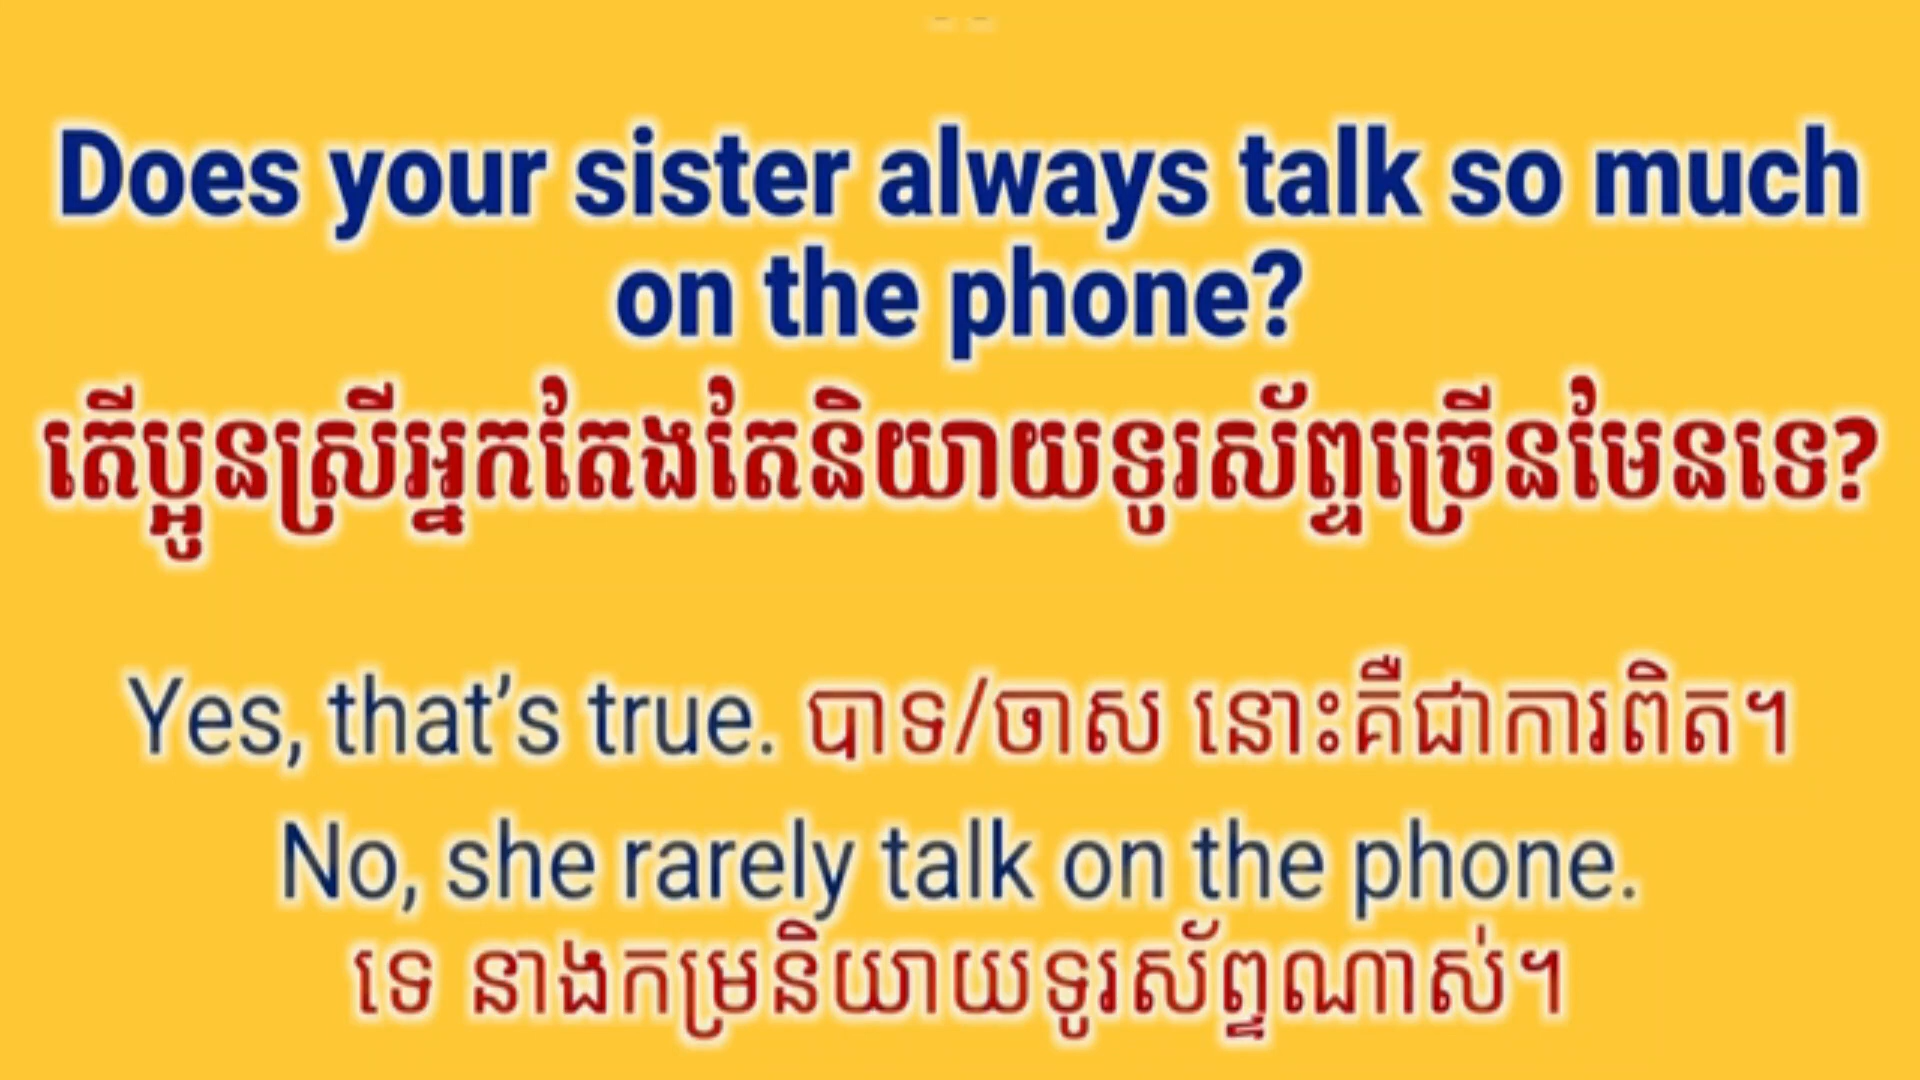 Does your sister always talk so much
on the phone?
តើប្អូនស្រីអ្នកតែងតែនិយាយទូរស័ព្ទច្រើនមែនទេ?
Yes, that’s true. បាទ/ចាស នោះគឺជាការពិត។
No, she rarely talk on the phone.
ទេ នាងកម្រនិយាយទូរស័ព្ទណាស់។